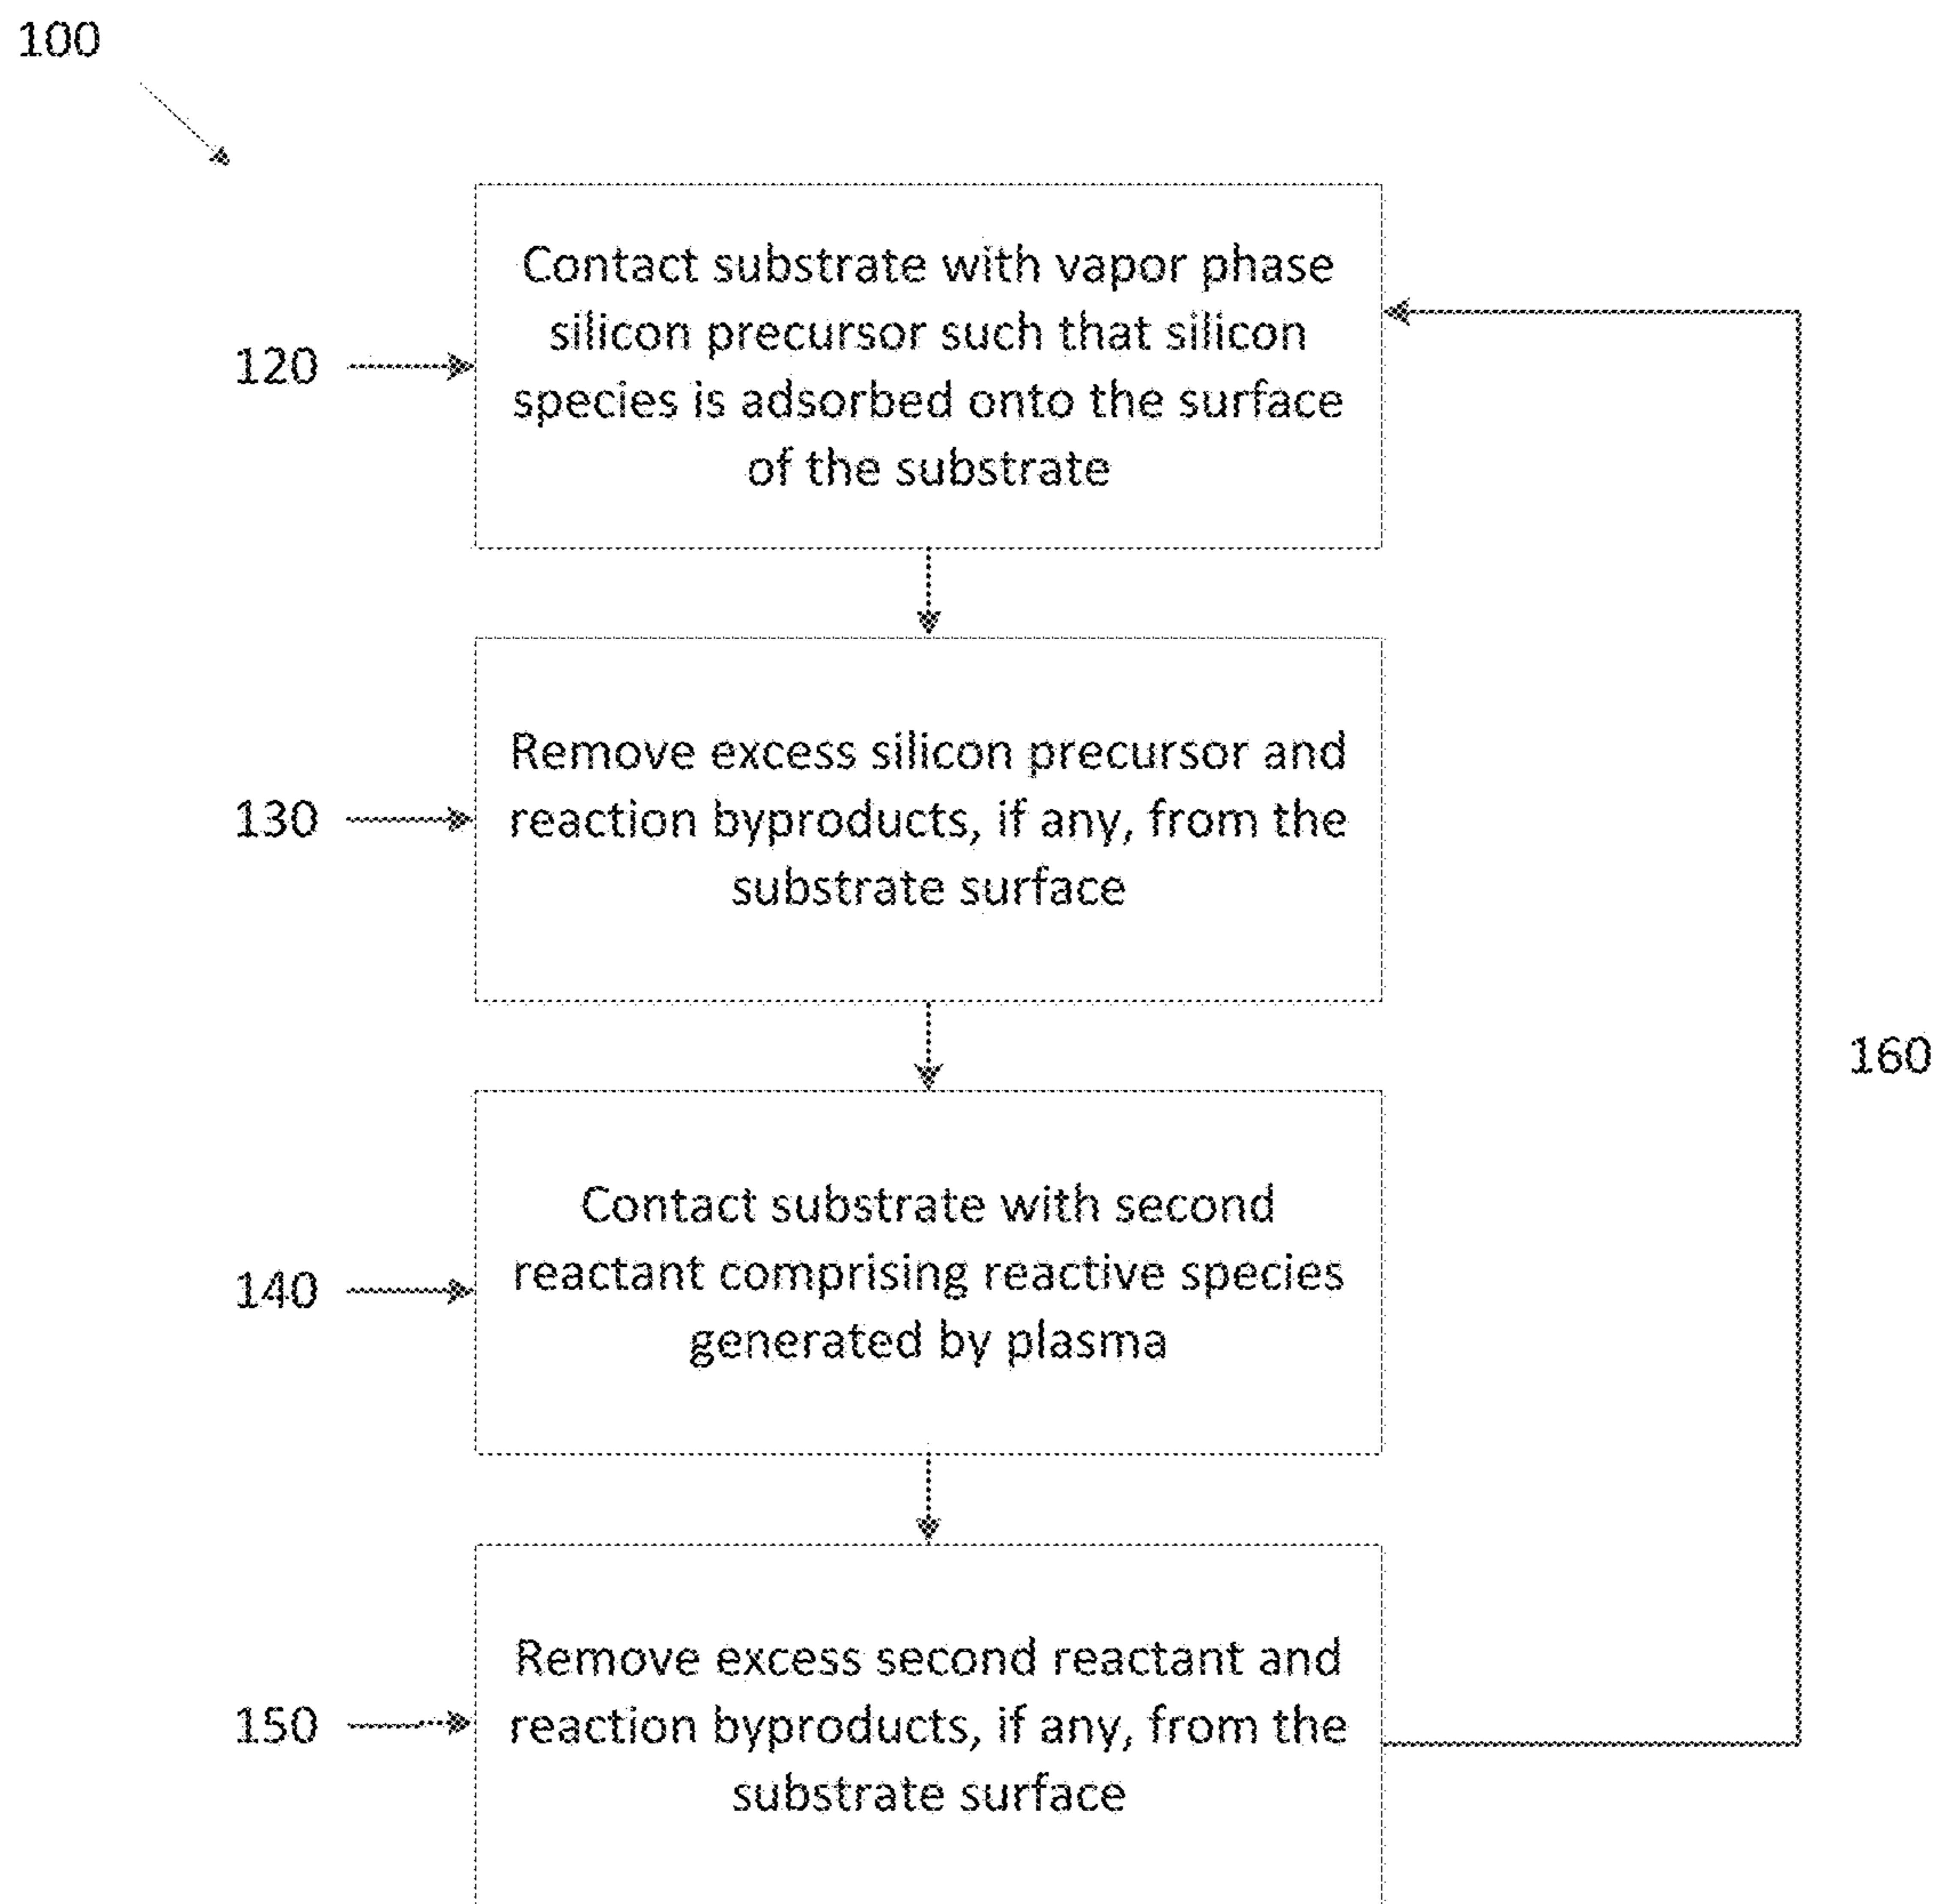 100
120
Contact substrate with vapor phase
silicon precursor such that silicon
species is adsorbed onto the surface
of the substrate
130
Remove excess silicon precursor and
reaction byproducts, if any, from the
substrate surface
160
140
Contact substrate with second
reactant comprising reactive species
generated by plasma
150
Remove excess second reactant and
reaction byproducts, if any, from the
substrate surface